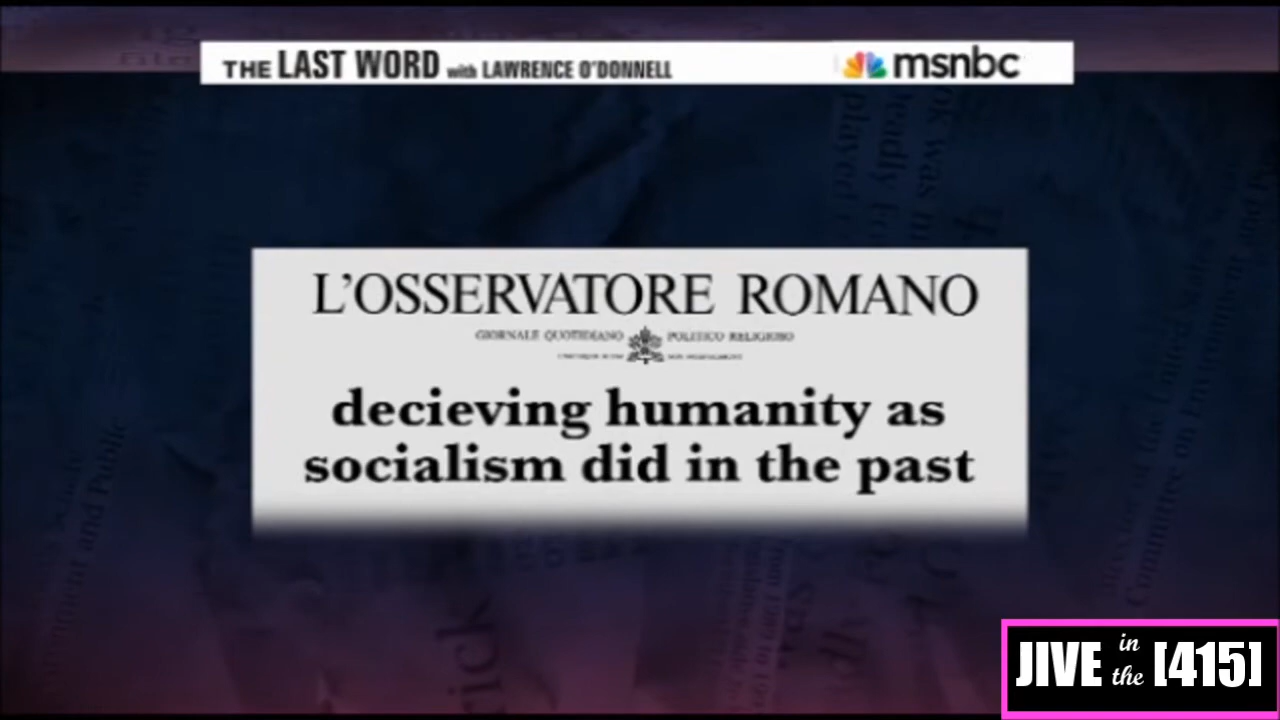 THE LAST WORD with LAWRENCE O'DONNELL
msnbc
L'OSSERVATORE ROMANO
GIORNALE QUOTIDIANO POLITICO RELIGIOSO
decieving humanity as
socialism did in the past
JIVE in the [415]